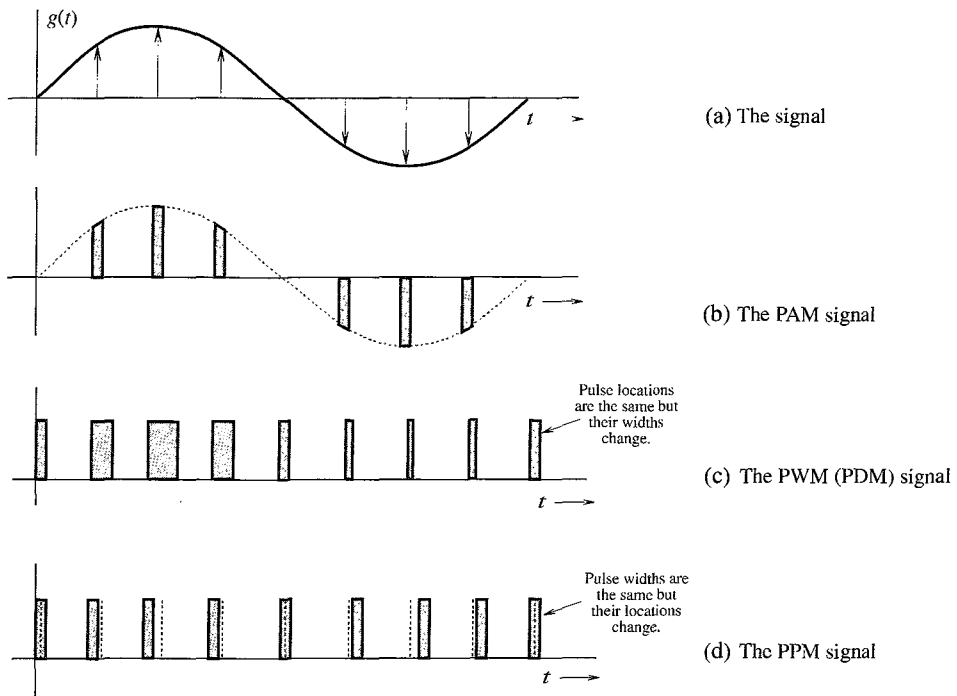 g(t)
t
(a) The signal
t
(b) The PAM signal
Pulse locations
are the same but
their widths
change.
(c) The PWM (PDM) signal
t
Pulse widths are
the same but
their locations
change.
(d) The PPM signal
t